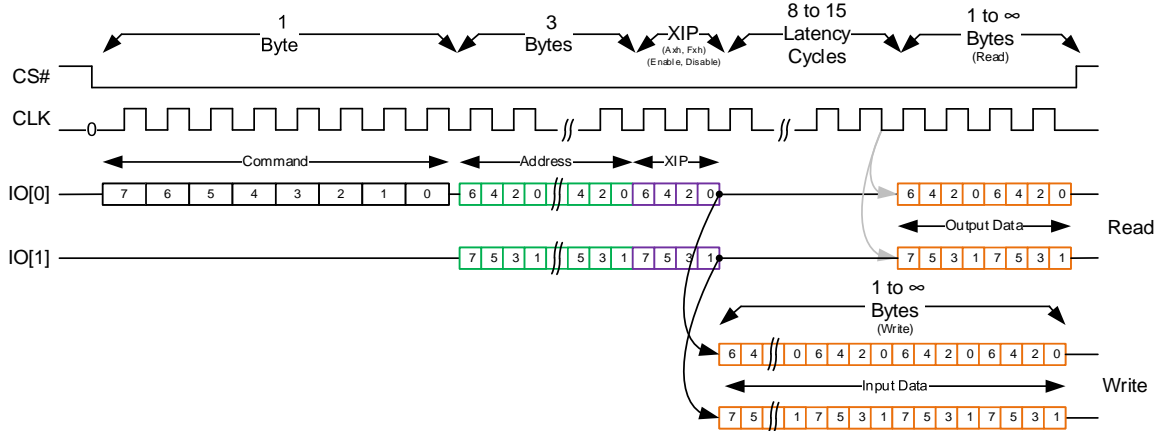 1 Byte
3 Bytes
XIP
(Axh, Fxh)
(Enable, Disable)
8 to 15 Latency Cycles
1 to ∞ Bytes
(Read)
CS#
CLK 0
Command
Address
XIP
IO[0] 7 6 5 4 3 2 1 0 6 4 2 0 4 2 0 6 4 2 0 6 4 2 0 6 4 2 0
Output Data
Read
IO[1] 7 5 3 1 5 3 1 7 5 3 1 7 5 3 1 7 5 3 1
1 to ∞ Bytes
(Write)
6 4 0 6 4 2 0 6 4 2 0 6 4 2 0
Input Data
Write
7 5 1 7 5 3 1 7 5 3 1 7 5 3 1